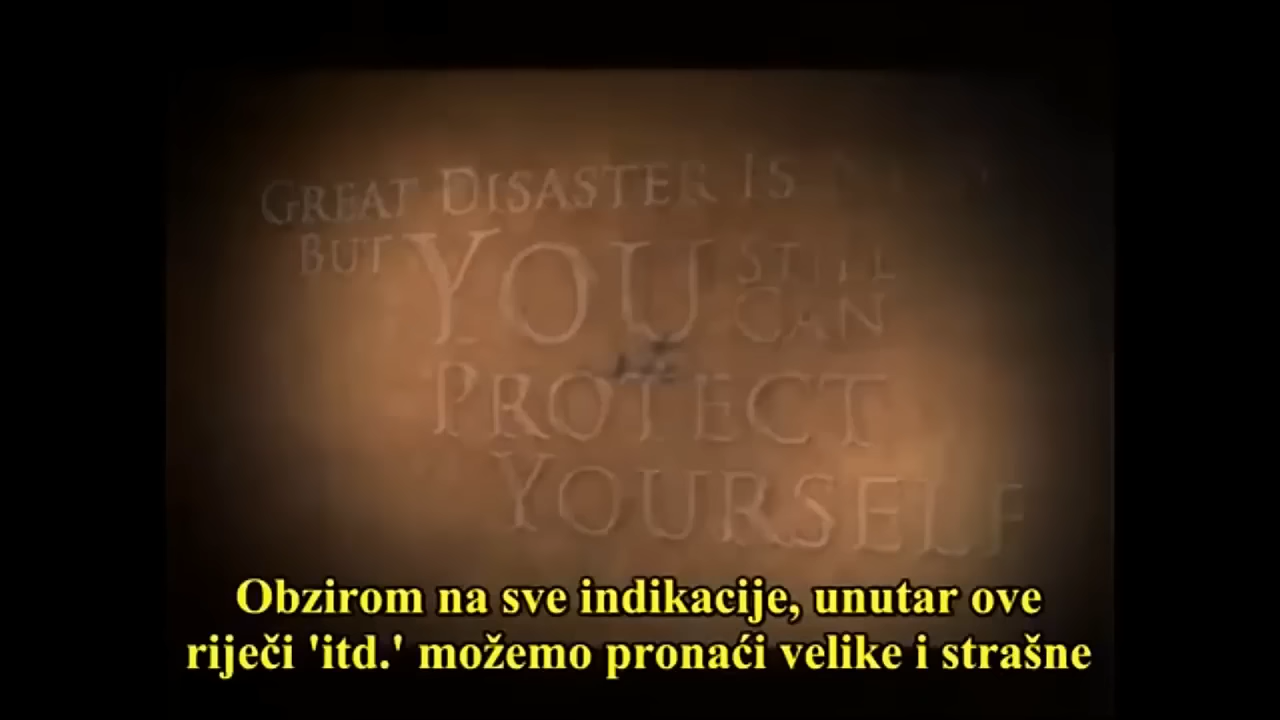 GREAT DISASTER IS
BUT YOU STILL CAN
PROTECT
YOURSELF
Obzirom na sve indikacije, unutar ove
riječi 'itd.' možemo pronaći velike i strašne